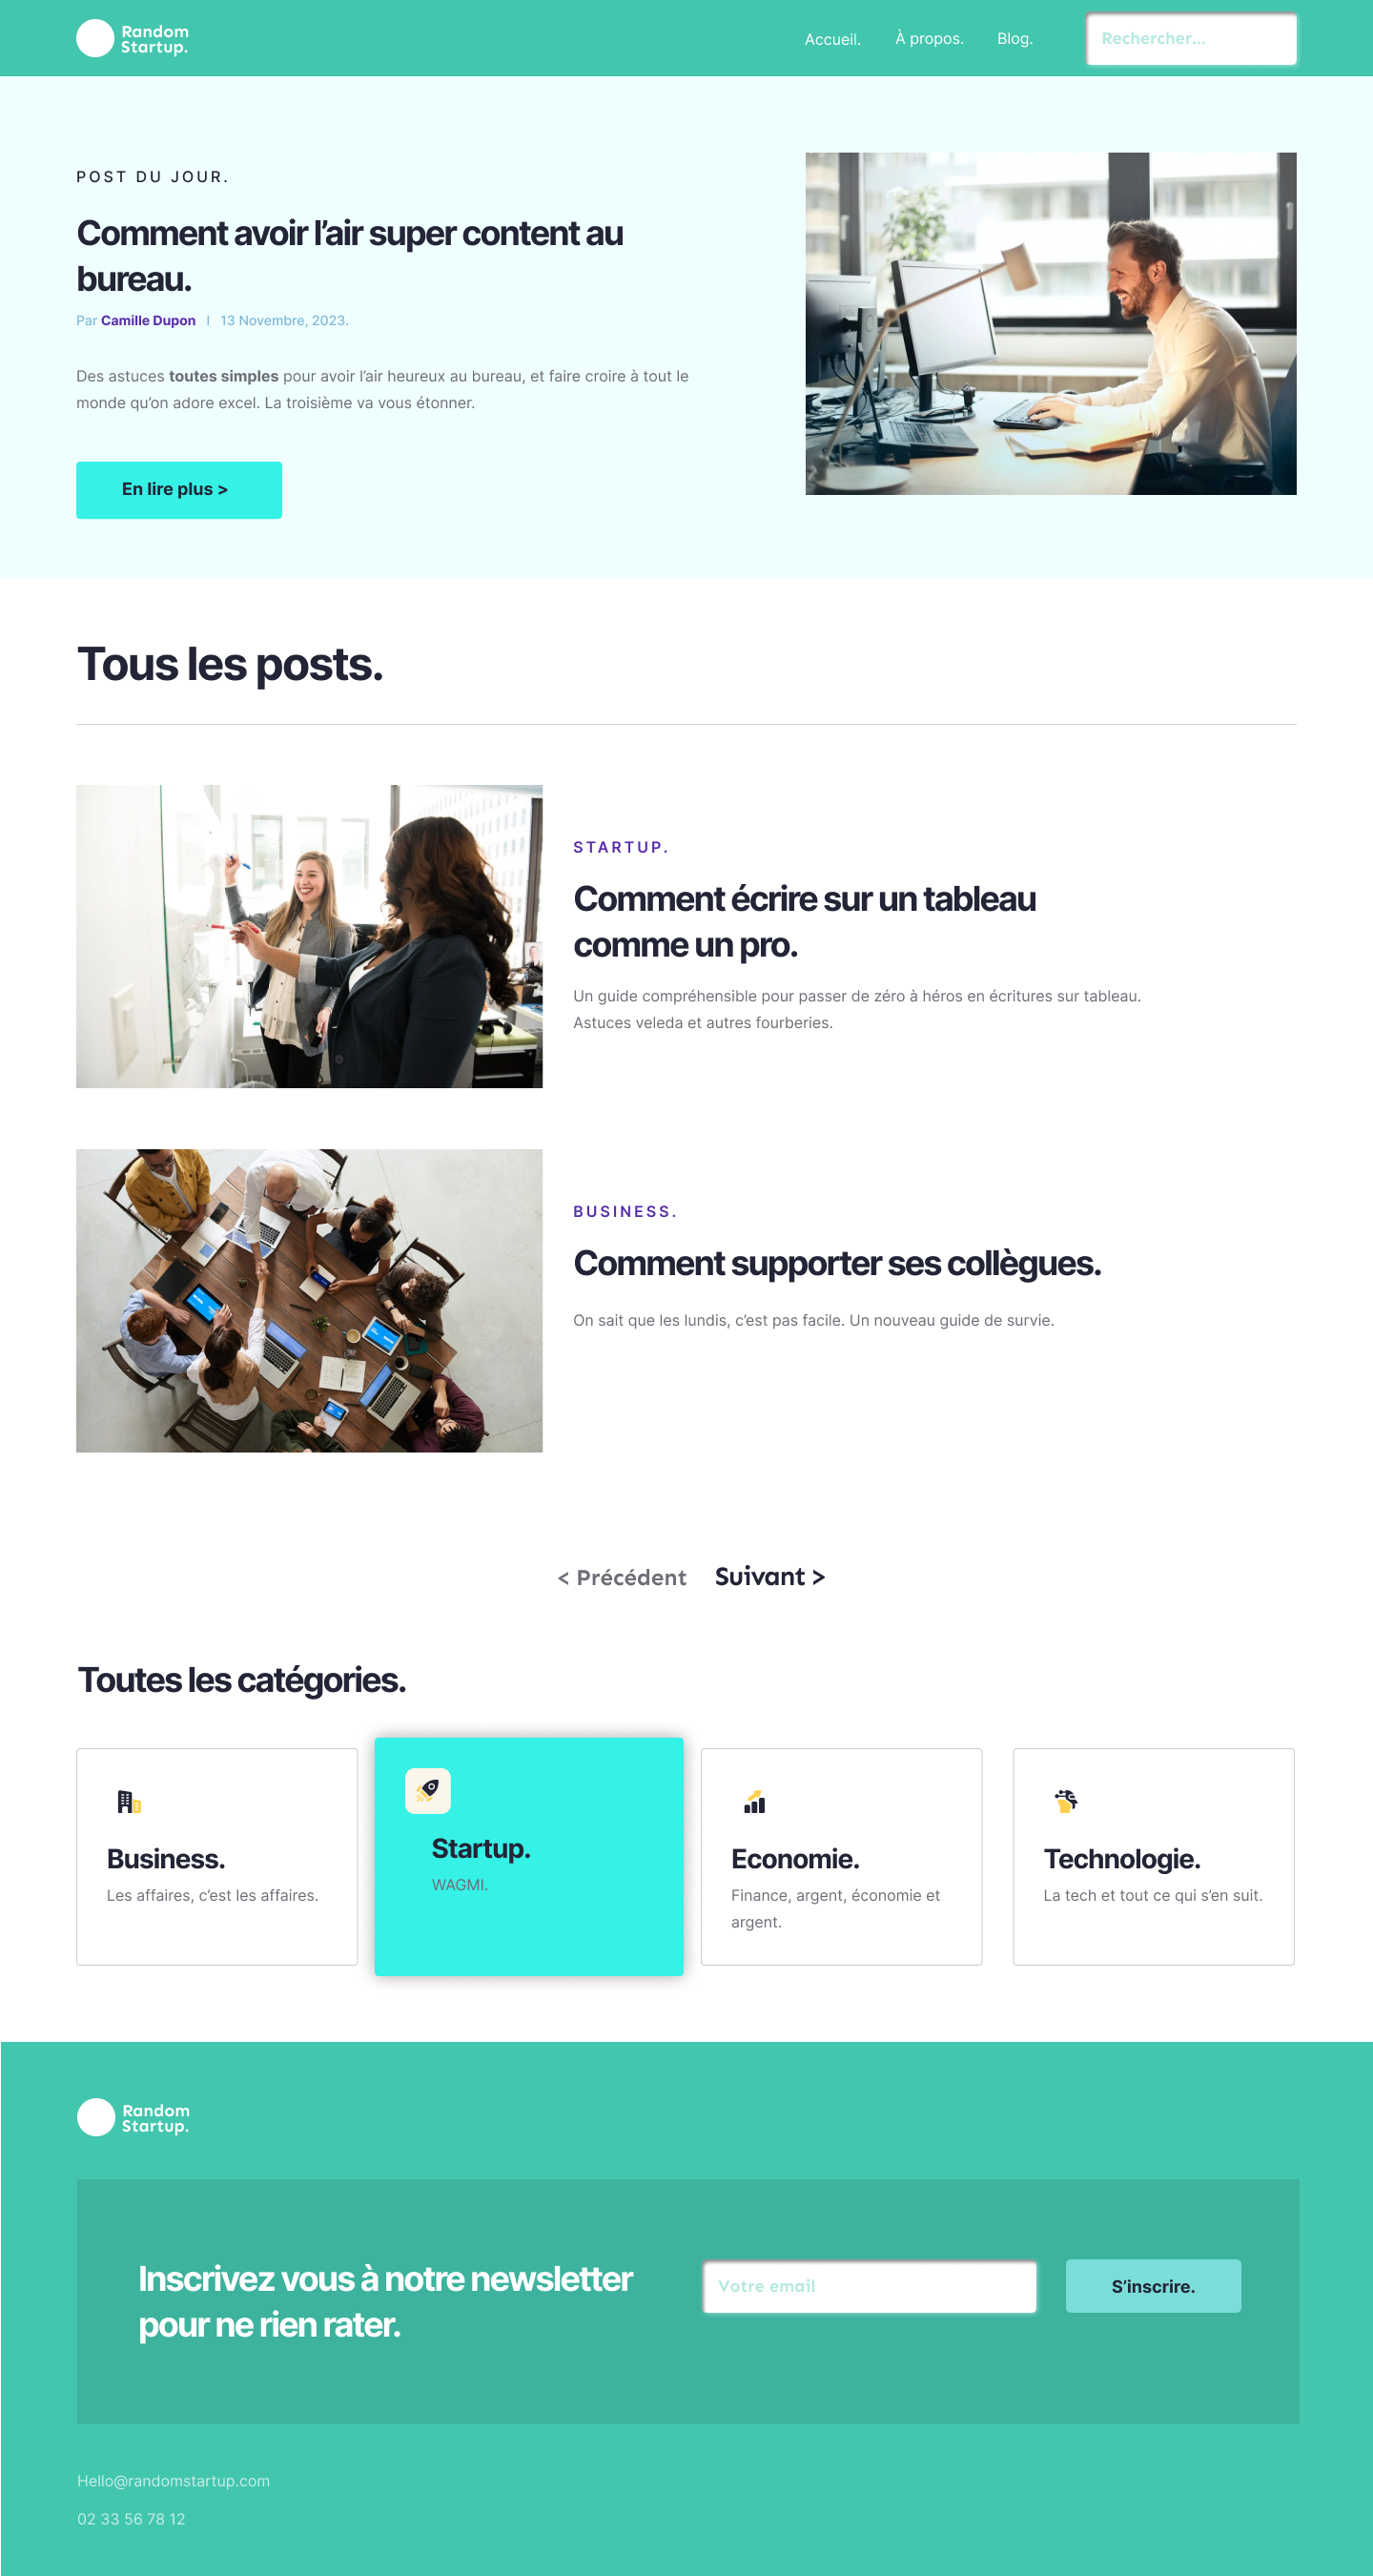 Random
Startup.
Accueil.
À propos.
Blog.
Rechercher...
POST DU JOUR.
Comment avoir l’air super content au
bureau.
Par Camille Dupon | 13 Novembre, 2023.
Des astuces toutes simples pour avoir l’air heureux au bureau, et faire croire à tout le
monde qu’on adore excel. La troisième va vous étonner.
En lire plus >
Tous les posts.
STARTUP.
Comment écrire sur un tableau
comme un pro.
Un guide compréhensible pour passer de zéro à héros en écritures sur tableau.
Astuces veleda et autres fourberies.
BUSINESS.
Comment supporter ses collègues.
On sait que les lundis, c’est pas facile. Un nouveau guide de survie.
< Précédent
Suivant >
Toutes les catégories.
Business.
Les affaires, c’est les affaires.
Startup.
WAGMI.
Economie.
Finance, argent, économie et
argent.
Technologie.
La tech et tout ce qui s’en suit.
Random
Startup.
Inscrivez vous à notre newsletter
pour ne rien rater.
Votre email
S’inscrire.
Hello@randomstartup.com
02 33 56 78 12